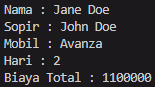 Nama : Jane Doe
Sopir : John Doe
Mobil : Avanza
Hari : 2
Biaya Total : 1100000